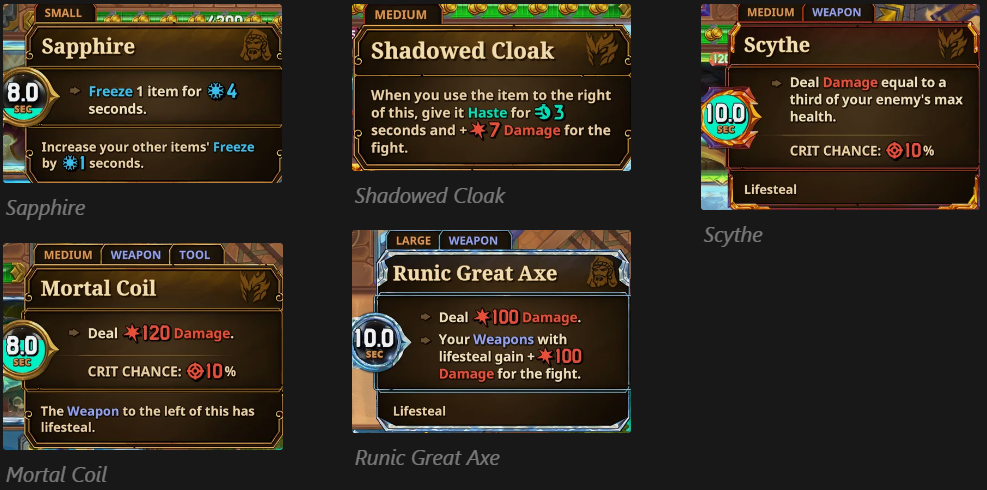 SMALL
4200
Sapphire
8.0
SEC
Freeze 1 item for 4
seconds.
Increase your other items' Freeze
by 1 seconds.
Sapphire
MEDIUM
Shadowed Cloak
When you use the item to the right
of this, give it Haste for 3
seconds and + 7 Damage for the
fight.
Shadowed Cloak
MEDIUM WEAPON
Scythe
10.0
SEC
Deal Damage equal to a
third of your enemy's max
health.
CRIT CHANCE: 10%
Lifesteal
Scythe
MEDIUM WEAPON TOOL
Mortal Coil
8.0
SEC
Deal 120 Damage.
CRIT CHANCE: 10%
The Weapon to the left of this has
lifesteal.
Mortal Coil
LARGE WEAPON
Runic Great Axe
10.0
SEC
Deal 100 Damage.
Your Weapons with
lifesteal gain + 100
Damage for the fight.
Lifesteal
Runic Great Axe